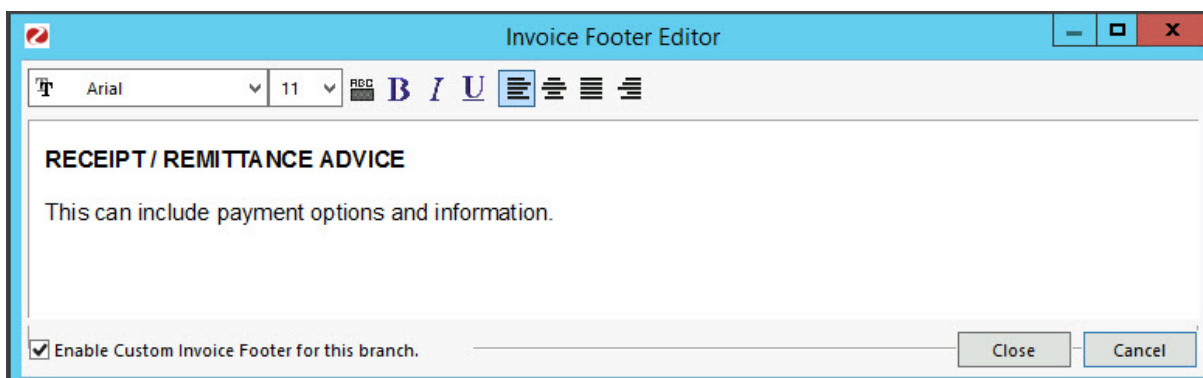 Invoice Footer Editor
Arial 11 ABC B I U
RECEIPT / REMITTANCE ADVICE
This can include payment options and information.
Enable Custom Invoice Footer for this branch. Close Cancel